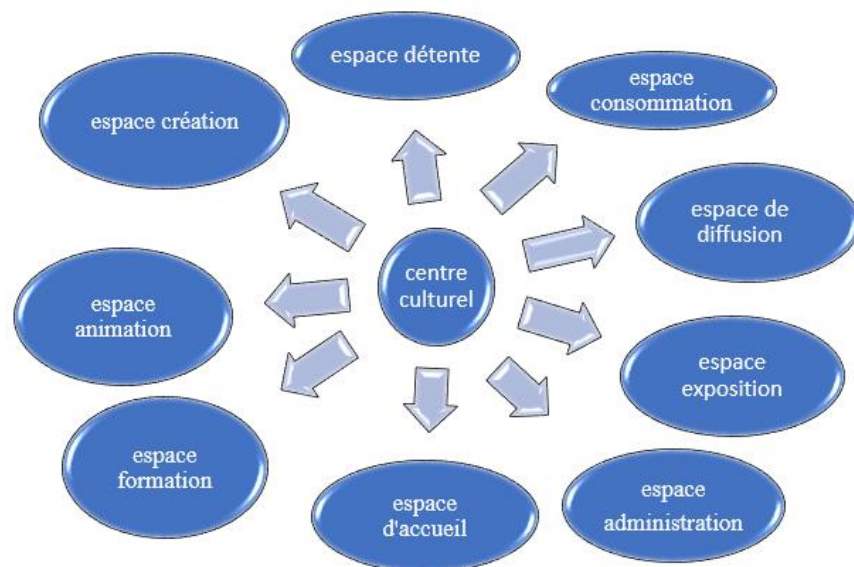 espace détente
espace
consommation
espace création
espace de
diffusion
centre
culturel
espace
animation
espace
exposition
espace
formation
espace
d'accueil
espace
administration